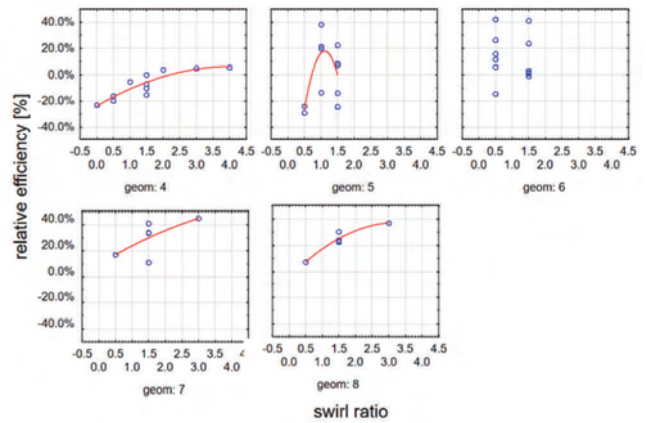 40.0%
20.0%
0.0%
-20.0%
-40.0%
-0.5 0.5 1.5 2.5 3.5 4.5
0.0 1.0 2.0 3.0 4.0
geom: 4
-0.5 0.5 1.5 2.5 3.5 4.5
0.0 1.0 2.0 3.0 4.0
geom: 5
-0.5 0.5 1.5 2.5 3.5 4.5
0.0 1.0 2.0 3.0 4.0
geom: 6
relative efficiency [%]
40.0%
20.0%
0.0%
-20.0%
-40.0%
-0.5 0.5 1.5 2.5 3.5 4
0.0 1.0 2.0 3.0 4.0
geom: 7
-0.5 0.5 1.5 2.5 3.5 4.5
0.0 1.0 2.0 3.0 4.0
geom: 8
swirl ratio